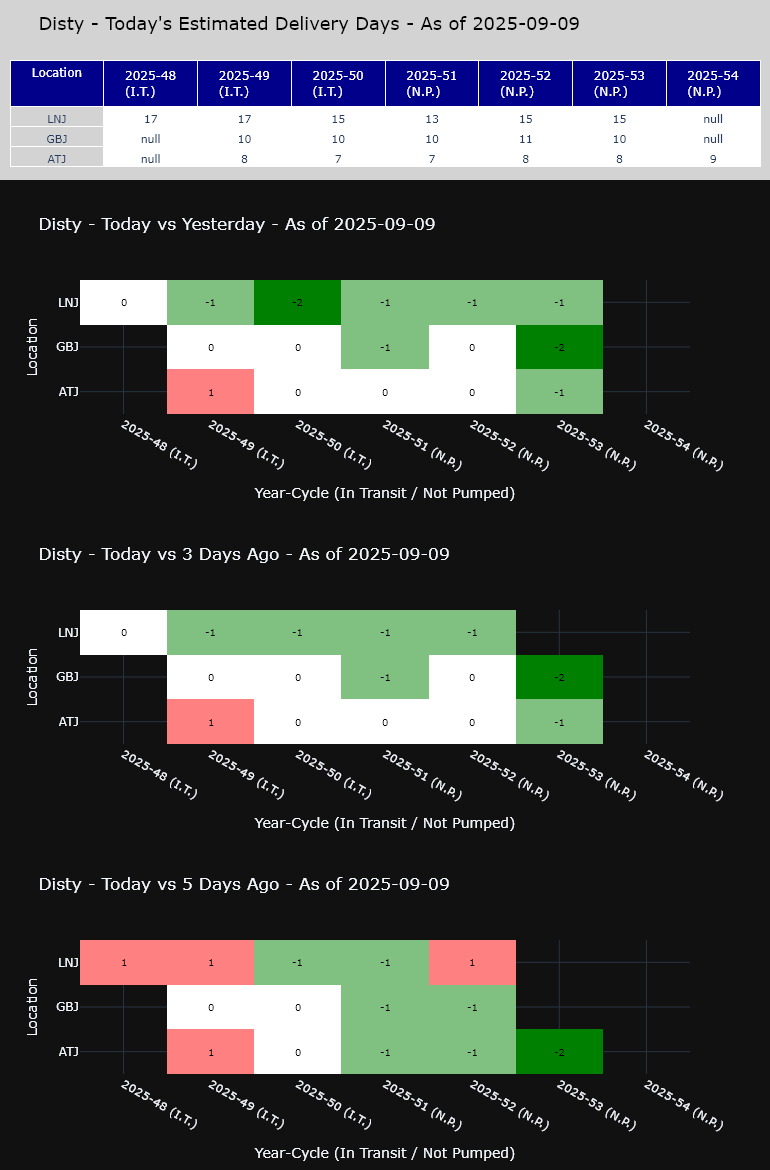 Disty - Today's Estimated Delivery Days - As of 2025-09-09
Location 2025-48 (I.T.) 2025-49 (I.T.) 2025-50 (I.T.) 2025-51 (N.P.) 2025-52 (N.P.) 2025-53 (N.P.) 2025-54 (N.P.)
LNJ 17 17 15 13 15 15 null
GBJ null 10 10 10 11 10 null
ATJ null 8 7 7 8 8 9
Disty - Today vs Yesterday - As of 2025-09-09
Location
LNJ 0 -1 -2 -1 -1 -1
GBJ 0 0 -1 0 -2
ATJ 1 0 0 0 -1
2025-48 (I.T.) 2025-49 (I.T.) 2025-50 (I.T.) 2025-51 (N.P.) 2025-52 (N.P.) 2025-53 (N.P.) 2025-54 (N.P.)
Year-Cycle (In Transit / Not Pumped)
Disty - Today vs 3 Days Ago - As of 2025-09-09
Location
LNJ 0 -1 -1 -1 -1
GBJ 0 0 -1 0 -2
ATJ 1 0 0 0 -1
2025-48 (I.T.) 2025-49 (I.T.) 2025-50 (I.T.) 2025-51 (N.P.) 2025-52 (N.P.) 2025-53 (N.P.) 2025-54 (N.P.)
Year-Cycle (In Transit / Not Pumped)
Disty - Today vs 5 Days Ago - As of 2025-09-09
Location
LNJ 1 1 -1 -1 1
GBJ 0 0 -1 -1
ATJ 1 0 -1 -1 -2
2025-48 (I.T.) 2025-49 (I.T.) 2025-50 (I.T.) 2025-51 (N.P.) 2025-52 (N.P.) 2025-53 (N.P.) 2025-54 (N.P.)
Year-Cycle (In Transit / Not Pumped)